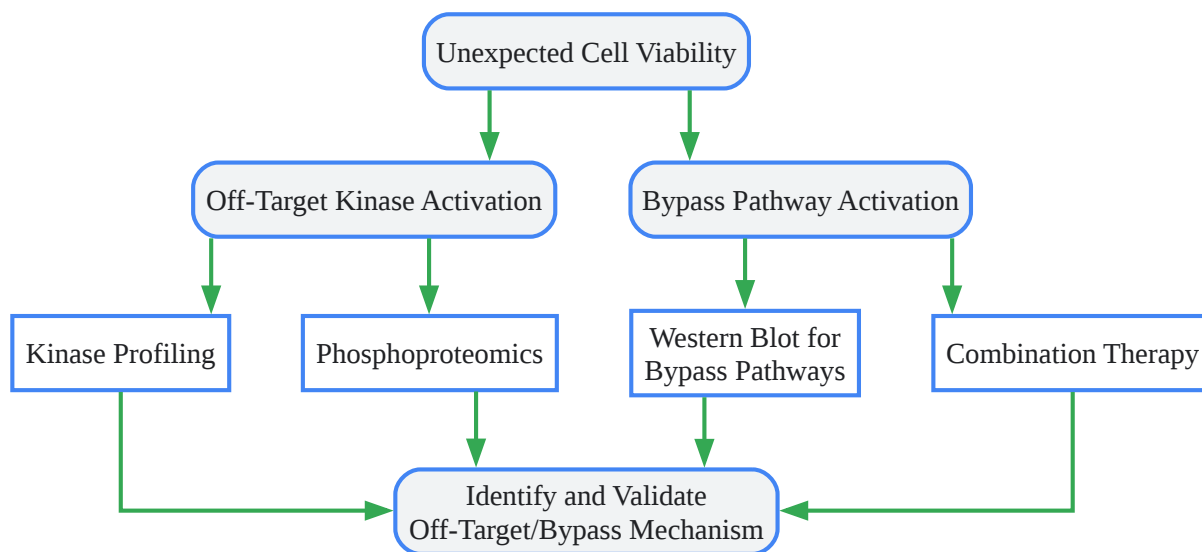 Unexpected Cell Viability
Off-Target Kinase Activation
Bypass Pathway Activation
Kinase Profiling
Phosphoproteomics
Western Blot for
Bypass Pathways
Combination Therapy
Identify and Validate
Off-Target/Bypass Mechanism